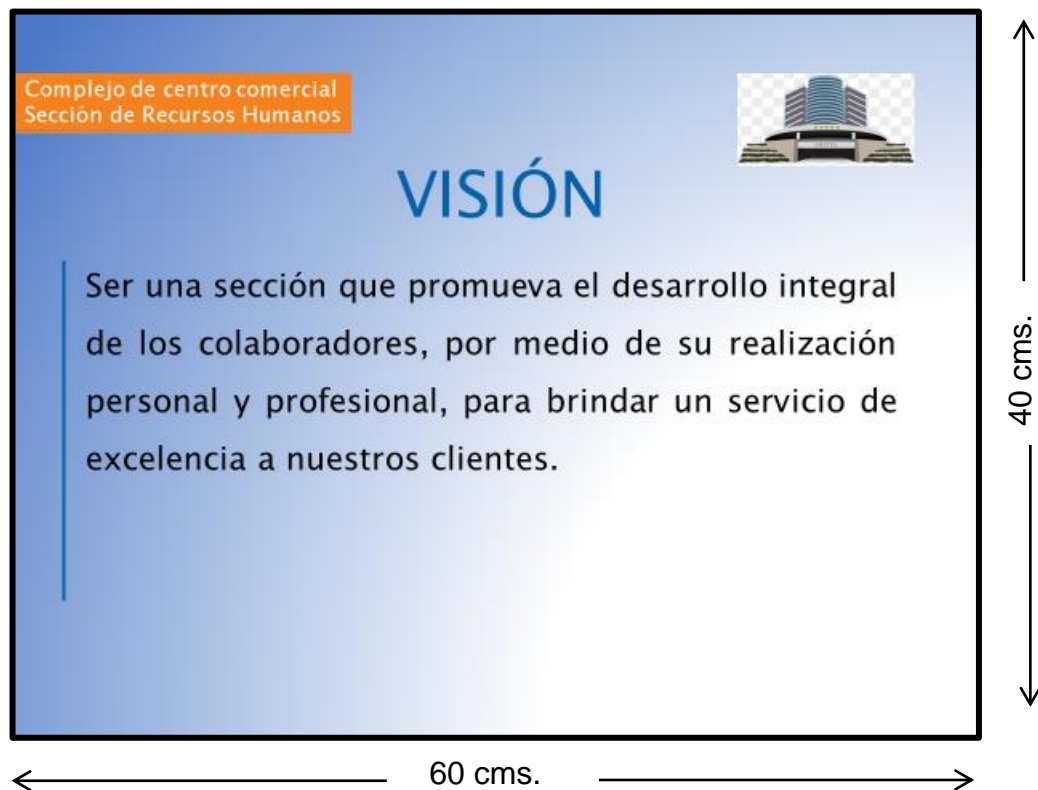 Complejo de centro comercial
Sección de Recursos Humanos
VISIÓN
Ser una sección que promueva el desarrollo integral
de los colaboradores, por medio de su realización
personal y profesional, para brindar un servicio de
excelencia a nuestros clientes.
40 cms.
60 cms.